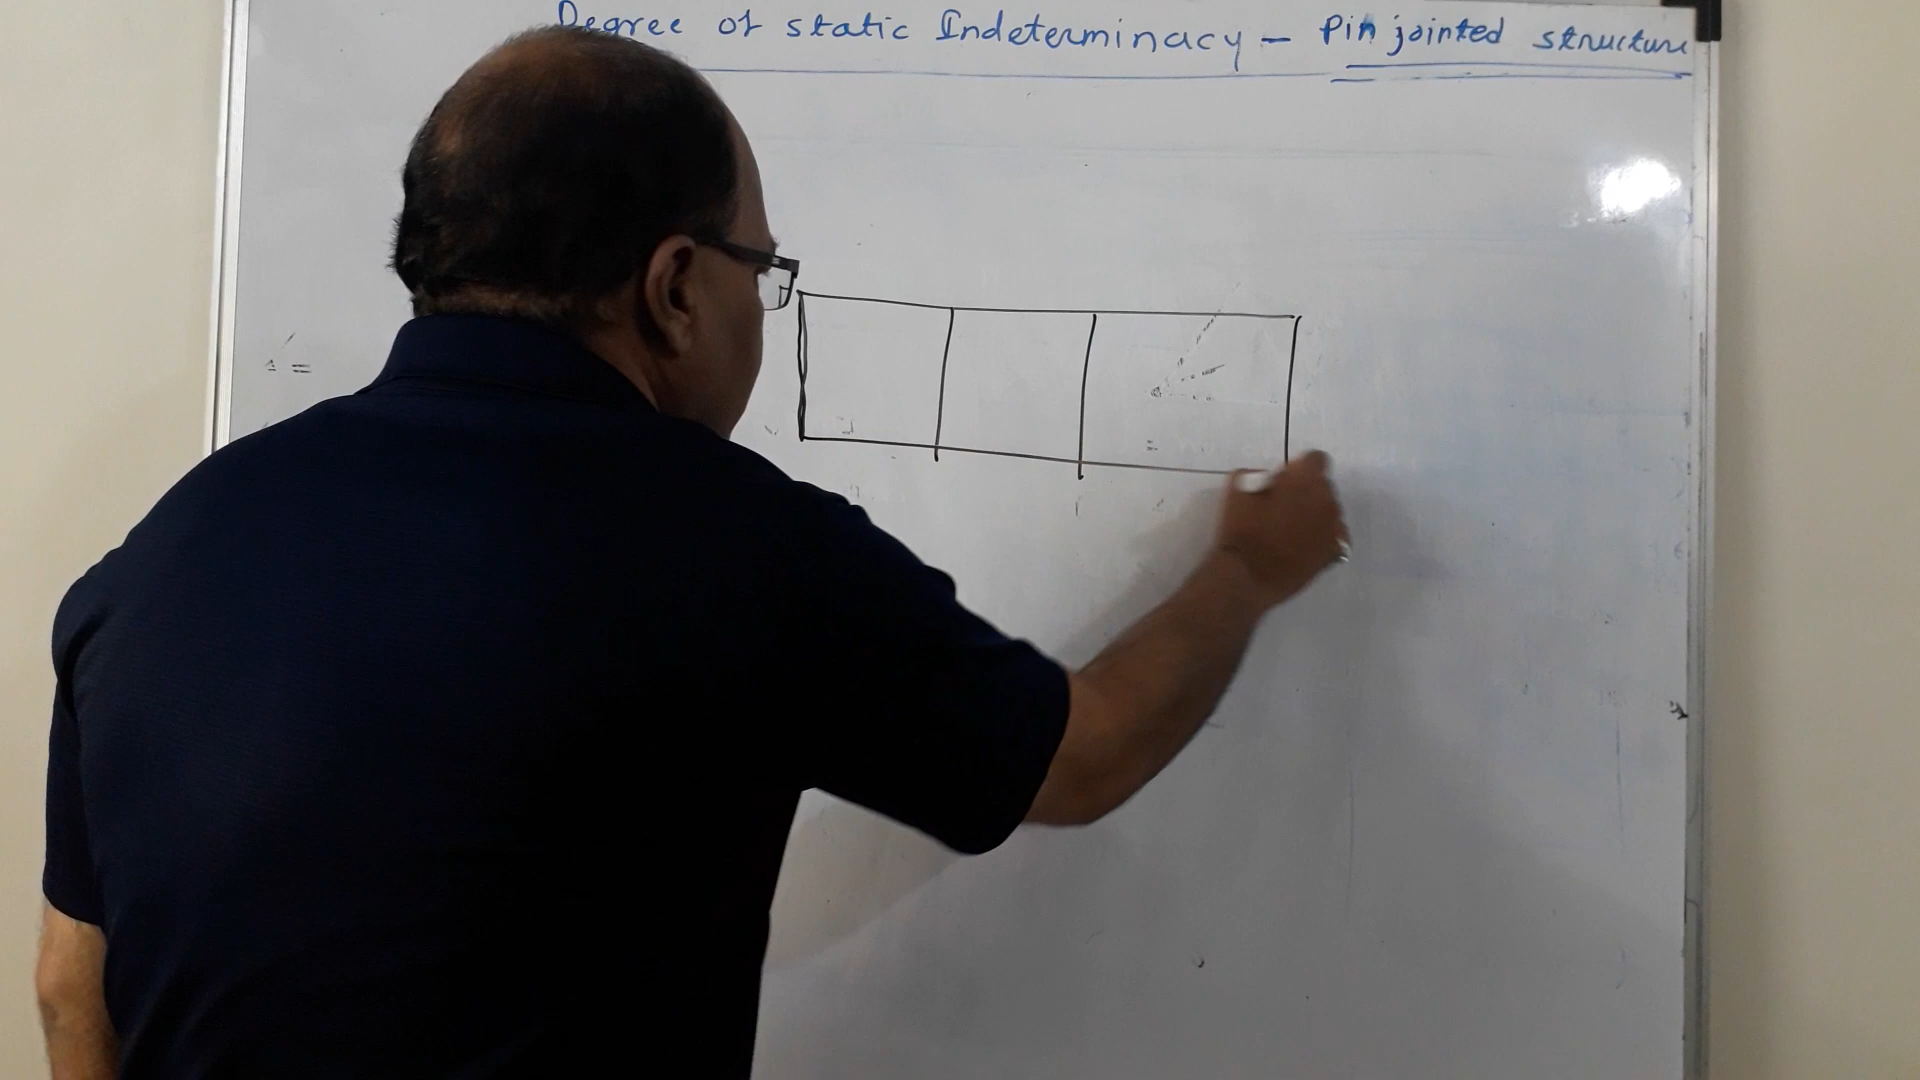 Degree of static Indeterminacy - Pin jointed structure
=